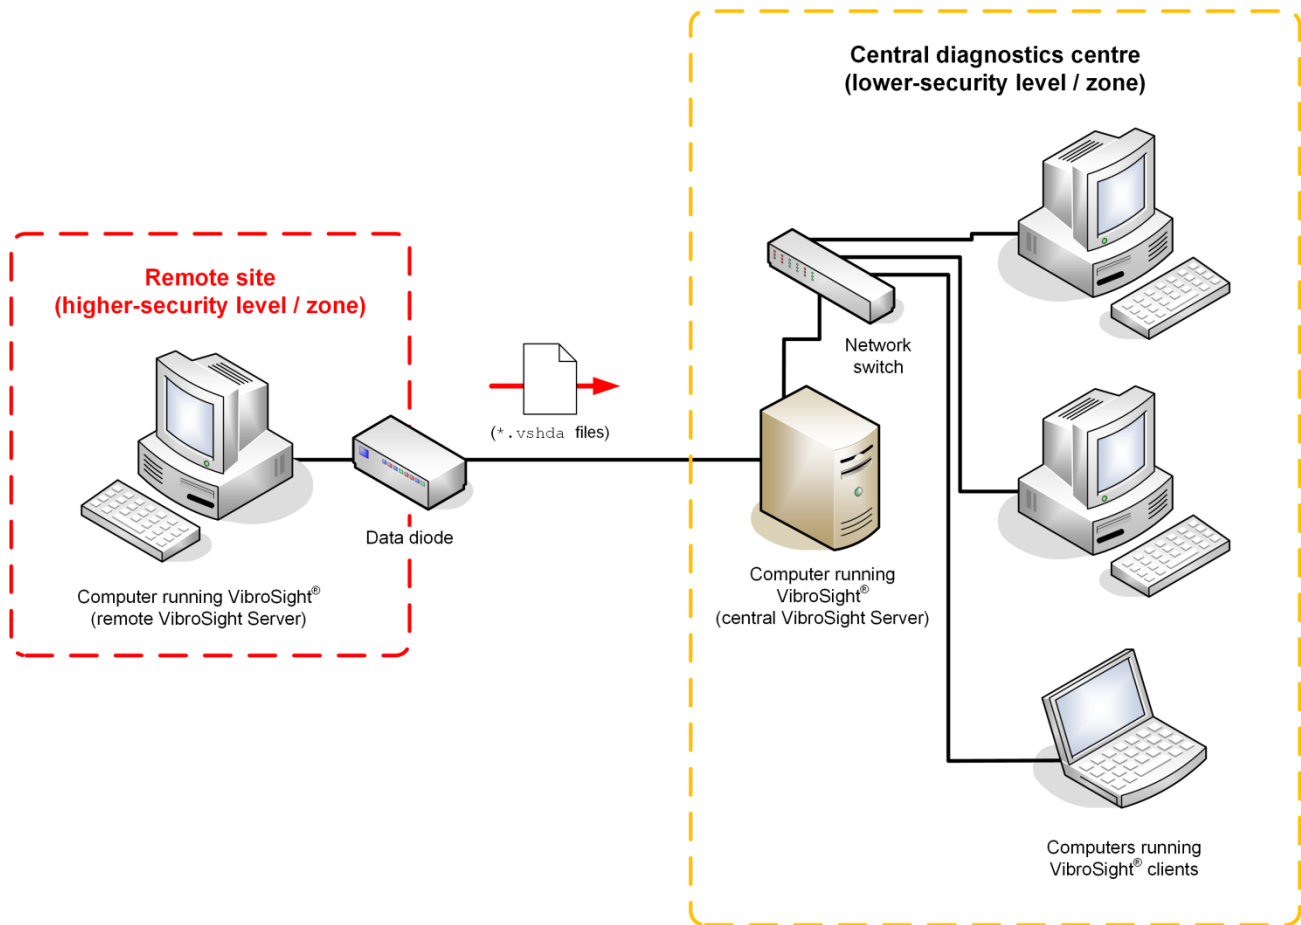 Central diagnostics centre
(lower-security level / zone)
Remote site
(higher-security level / zone)
Network
switch
(*.vshda files)
Data diode
Computer running VibroSight®
(remote VibroSight Server)
Computer running
VibroSight®
(central VibroSight Server)
Computers running
VibroSight® clients